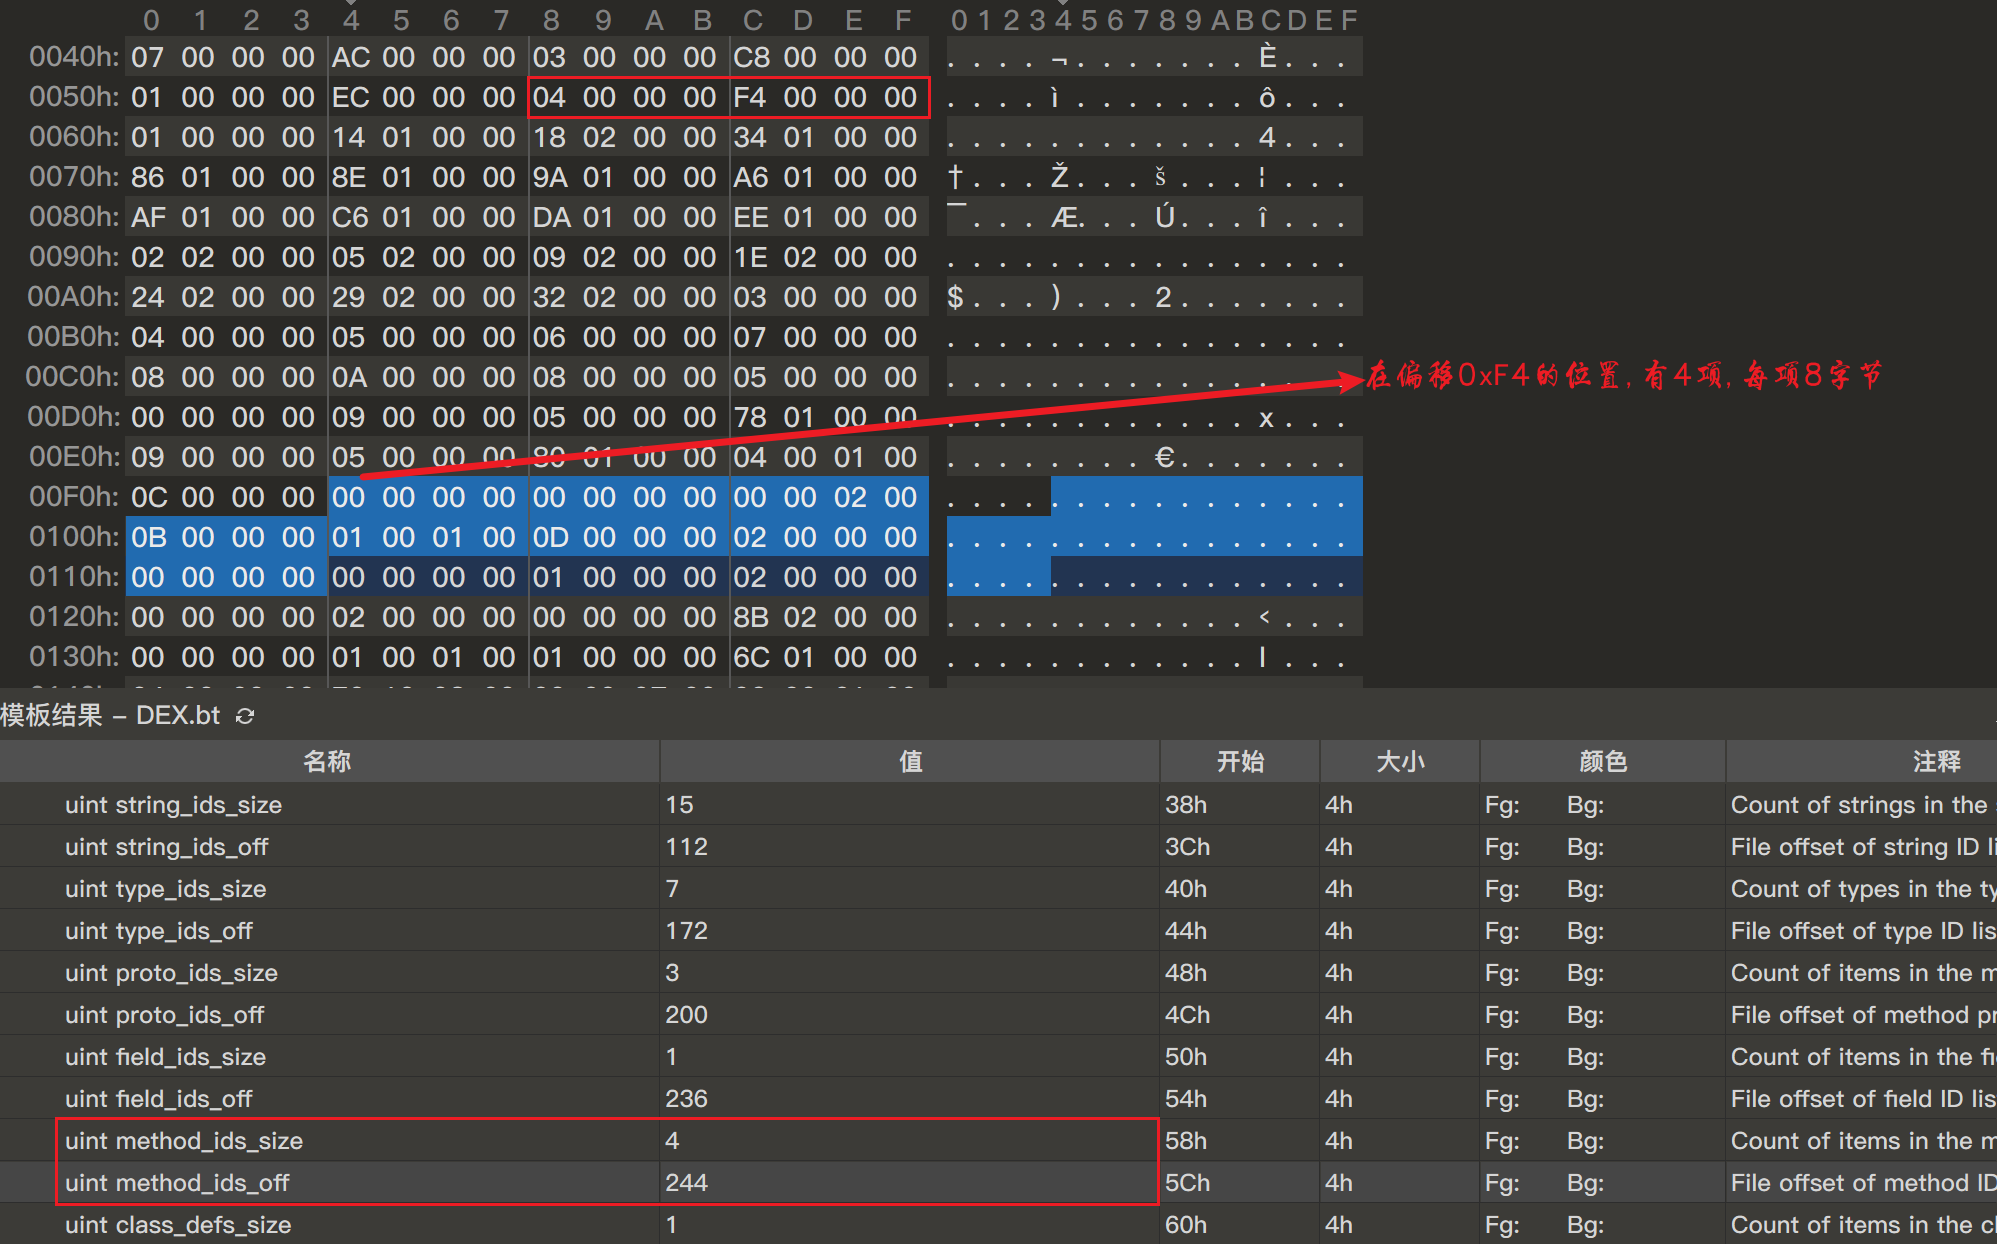 0 1 2 3 4 5 6 7 8 9 A B C D E F 0 1 2 3 4 5 6 7 8 9 A B C D E F
0040h: 07 00 00 00 AC 00 00 00 03 00 00 00 C8 00 00 00 . . . . ¬ . . . . . . . È . . .
0050h: 01 00 00 00 EC 00 00 00 04 00 00 00 F4 00 00 00 . . . . ì . . . . . . . ô . . .
0060h: 01 00 00 00 14 01 00 00 18 02 00 00 34 01 00 00 . . . . . . . . . . . . 4 . . .
0070h: 86 01 00 00 8E 01 00 00 9A 01 00 00 A6 01 00 00 † . . . Ž . . . š . . . ¦ . . .
0080h: AF 01 00 00 C6 01 00 00 DA 01 00 00 EE 01 00 00 ¯ . . . Æ . . . Ú . . . î . . .
0090h: 02 02 00 00 05 02 00 00 09 02 00 00 1E 02 00 00 . . . . . . . . . . . . . . . .
00A0h: 24 02 00 00 29 02 00 00 32 02 00 00 03 00 00 00 $ . . . ) . . . 2 . . . . . . .
00B0h: 04 00 00 00 05 00 00 00 06 00 00 00 07 00 00 00 . . . . . . . . . . . . . . . .
00C0h: 08 00 00 00 0A 00 00 00 08 00 00 00 05 00 00 00 . . . . . . . . . . . . . . . .
在偏移0xF4的位置,有4项,每项8字节
00D0h: 00 00 00 00 09 00 00 00 05 00 00 00 78 01 00 00 . . . . . . . . . . . . x . . .
00E0h: 09 00 00 00 05 00 00 00 80 01 00 00 04 00 01 00 . . . . . . . . € . . . . . . .
00F0h: 0C 00 00 00 00 00 00 00 00 00 00 00 00 00 02 00 . . . . . . . . . . . . . . . .
0100h: 0B 00 00 00 01 00 01 00 0D 00 00 00 02 00 00 00 . . . . . . . . . . . . . . . .
0110h: 00 00 00 00 00 00 00 00 01 00 00 00 02 00 00 00 . . . . . . . . . . . . . . . .
0120h: 00 00 00 00 02 00 00 00 00 00 00 00 8B 02 00 00 . . . . . . . . . . . . ‹ . . .
0130h: 00 00 00 00 01 00 01 00 01 00 00 00 6C 01 00 00 . . . . . . . . . . . . l . . .
模板结果 – DEX.bt
名称 值 开始 大小 颜色 注释
uint string_ids_size 15 38h 4h Fg: Bg: Count of strings in the
uint string_ids_off 112 3Ch 4h Fg: Bg: File offset of string ID li
uint type_ids_size 7 40h 4h Fg: Bg: Count of types in the ty
uint type_ids_off 172 44h 4h Fg: Bg: File offset of type ID lis
uint proto_ids_size 3 48h 4h Fg: Bg: Count of items in the m
uint proto_ids_off 200 4Ch 4h Fg: Bg: File offset of method pr
uint field_ids_size 1 50h 4h Fg: Bg: Count of items in the fi
uint field_ids_off 236 54h 4h Fg: Bg: File offset of field ID lis
uint method_ids_size 4 58h 4h Fg: Bg: Count of items in the m
uint method_ids_off 244 5Ch 4h Fg: Bg: File offset of method ID
uint class_defs_size 1 60h 4h Fg: Bg: Count of items in the cl